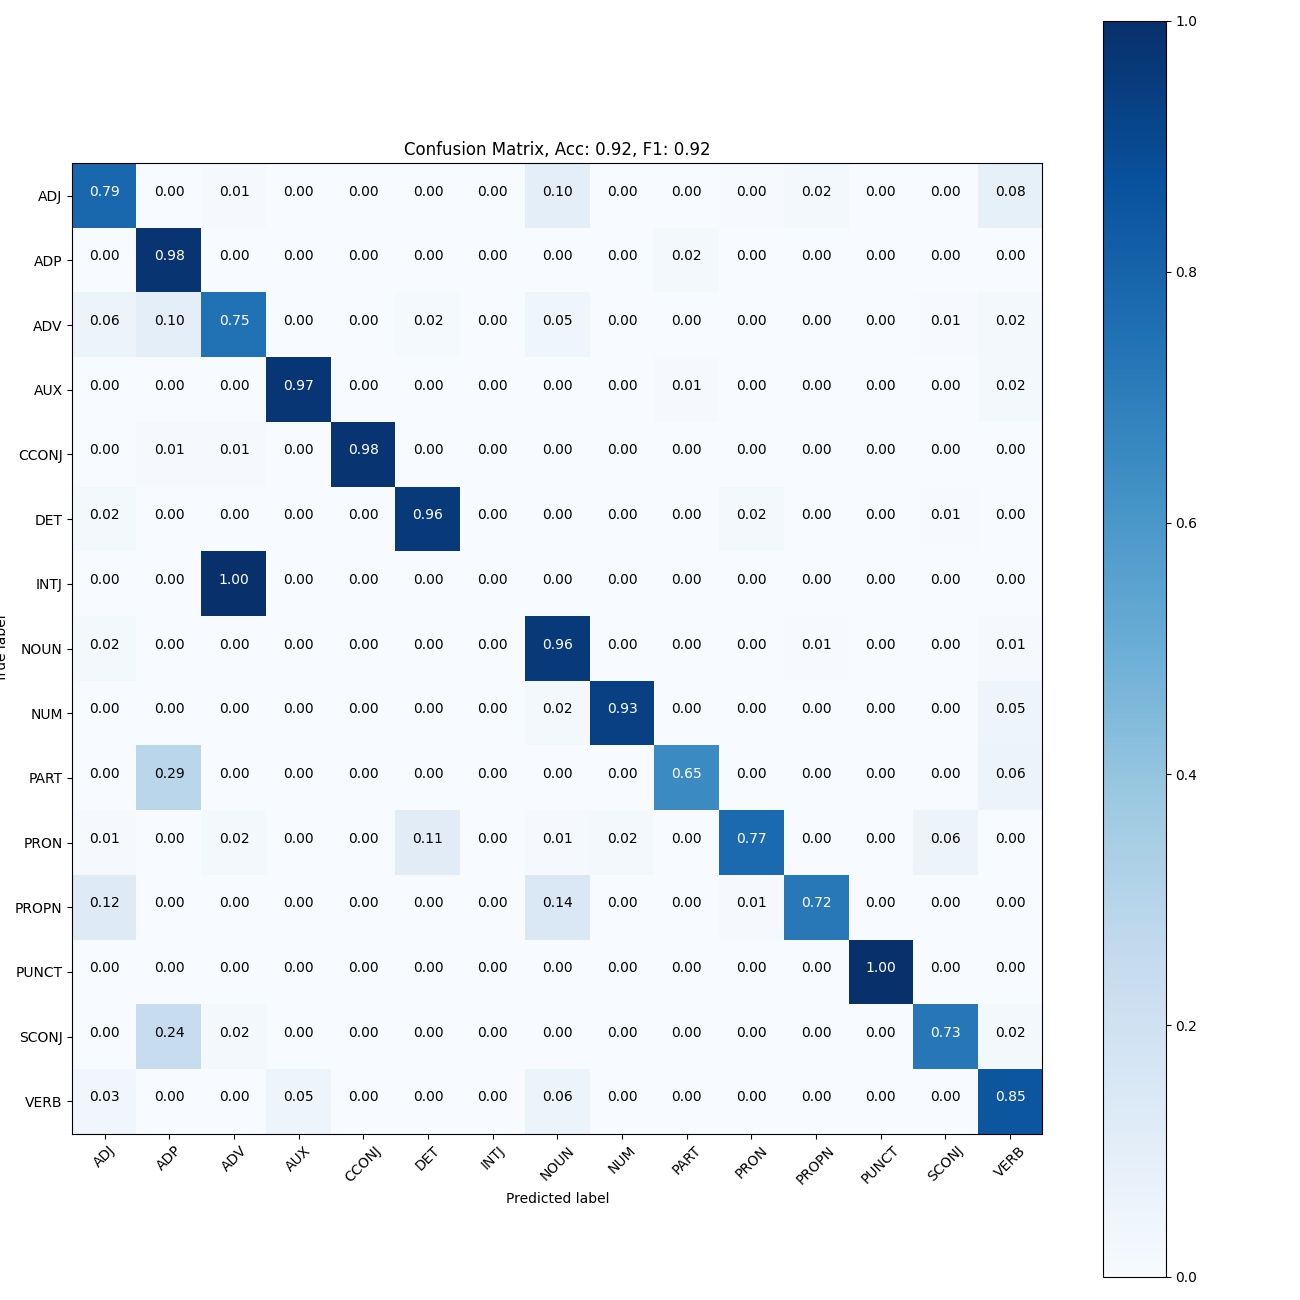 Confusion Matrix, Acc: 0.92, F1: 0.92
ADJ 0.79 0.00 0.01 0.00 0.00 0.00 0.00 0.10 0.00 0.00 0.00 0.02 0.00 0.00 0.08
ADP 0.00 0.98 0.00 0.00 0.00 0.00 0.00 0.00 0.00 0.02 0.00 0.00 0.00 0.00 0.00
ADV 0.06 0.10 0.75 0.00 0.00 0.02 0.00 0.05 0.00 0.00 0.00 0.00 0.00 0.01 0.02
AUX 0.00 0.00 0.00 0.97 0.00 0.00 0.00 0.00 0.00 0.01 0.00 0.00 0.00 0.00 0.02
CCONJ 0.00 0.01 0.01 0.00 0.98 0.00 0.00 0.00 0.00 0.00 0.00 0.00 0.00 0.00 0.00
DET 0.02 0.00 0.00 0.00 0.00 0.96 0.00 0.00 0.00 0.00 0.02 0.00 0.00 0.01 0.00
INTJ 0.00 0.00 1.00 0.00 0.00 0.00 0.00 0.00 0.00 0.00 0.00 0.00 0.00 0.00 0.00
NOUN 0.02 0.00 0.00 0.00 0.00 0.00 0.00 0.96 0.00 0.00 0.00 0.01 0.00 0.00 0.01
NUM 0.00 0.00 0.00 0.00 0.00 0.00 0.00 0.02 0.93 0.00 0.00 0.00 0.00 0.00 0.05
PART 0.00 0.29 0.00 0.00 0.00 0.00 0.00 0.00 0.00 0.65 0.00 0.00 0.00 0.00 0.06
PRON 0.01 0.00 0.02 0.00 0.00 0.11 0.00 0.01 0.02 0.00 0.77 0.00 0.00 0.06 0.00
PROPN 0.12 0.00 0.00 0.00 0.00 0.00 0.00 0.14 0.00 0.00 0.01 0.72 0.00 0.00 0.00
PUNCT 0.00 0.00 0.00 0.00 0.00 0.00 0.00 0.00 0.00 0.00 0.00 0.00 1.00 0.00 0.00
SCONJ 0.00 0.24 0.02 0.00 0.00 0.00 0.00 0.00 0.00 0.00 0.00 0.00 0.00 0.73 0.02
VERB 0.03 0.00 0.00 0.05 0.00 0.00 0.00 0.06 0.00 0.00 0.00 0.00 0.00 0.00 0.85
ADJ ADP ADV AUX CCONJ DET INTJ NOUN NUM PART PRON PROPN PUNCT SCONJ VERB
Predicted label
1.0
0.8
0.6
0.4
0.2
0.0